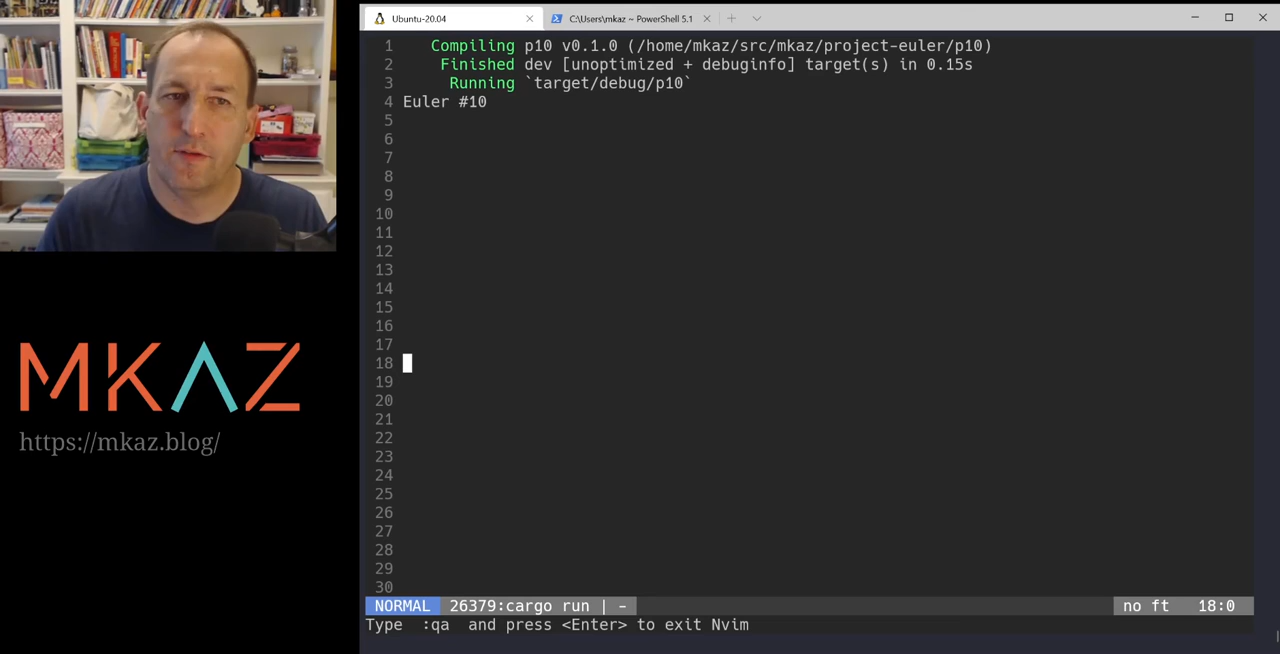 Ubuntu-20.04
C:\Users\mkaz ~ PowerShell 5.1
1 Compiling p10 v0.1.0 (/home/mkaz/src/mkaz/project-euler/p10)
2 Finished dev [unoptimized + debuginfo] target(s) in 0.15s
3 Running `target/debug/p10`
4 Euler #10
5
6
7
8
9
10
11
12
13
14
15
16
17
18
19
20
21
22
23
24
25
26
27
28
29
30
NORMAL 26379:cargo run | - no ft 18:0
Type :qa and press <Enter> to exit Nvim
MKAZ
https://mkaz.blog/